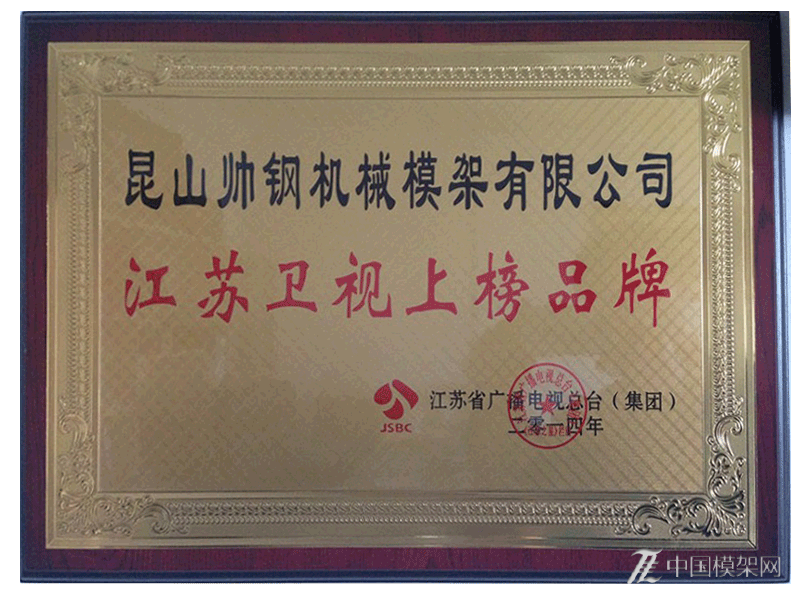 昆山帅钢机械模架有限公司
江苏卫视上榜品牌
JSBC
江苏省广播电视总台（集团）
二零一四年
中国模架网